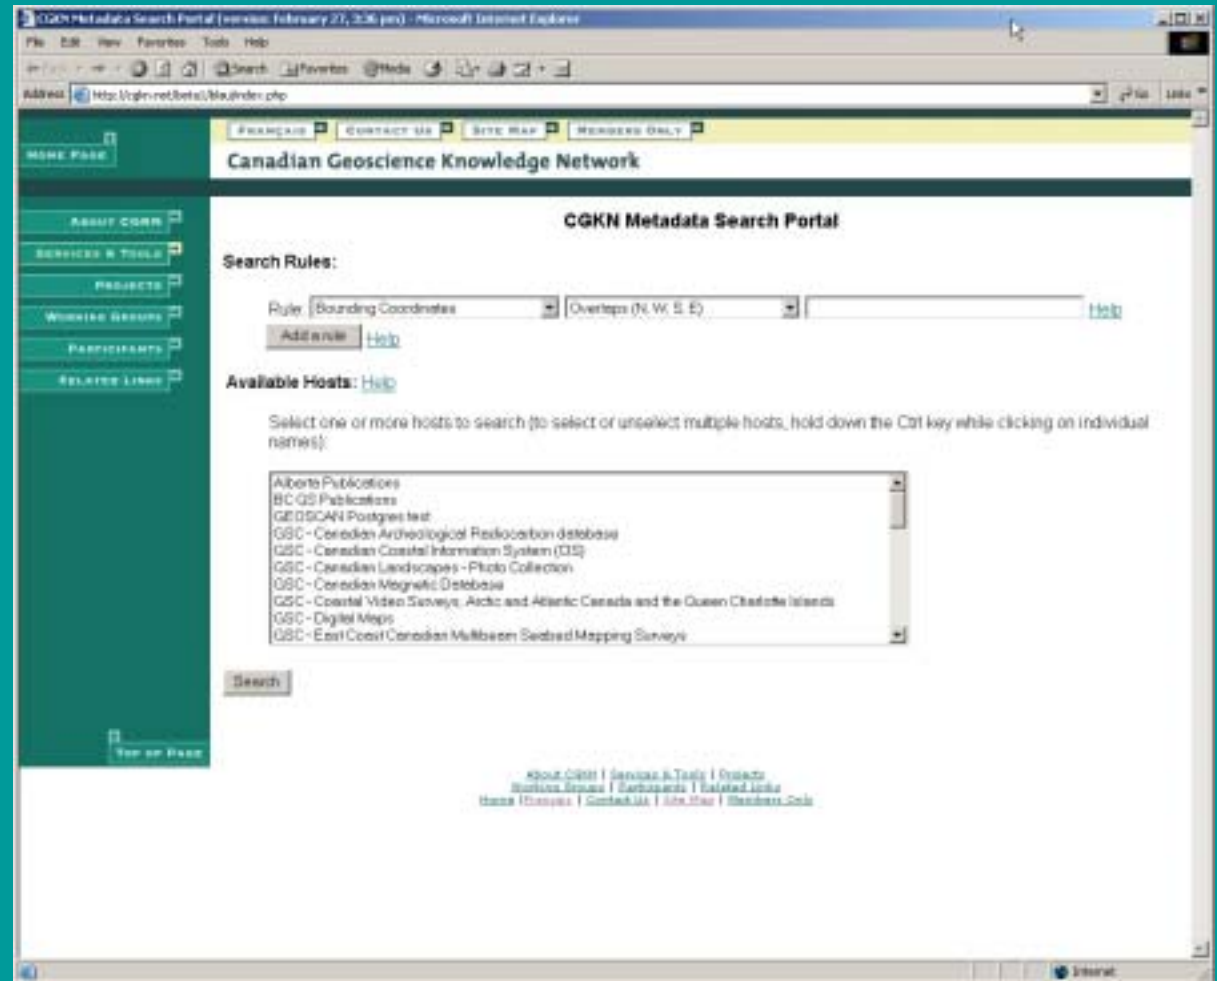 CGKN Metadata Search Portal (version: February 27, 3:36 pm) - Microsoft Internet Explorer
File Edit View Favorites Tools Help
Search Favorites Media
Address
Go Links
FRANÇAIS CONTACT US SITE MAP MEMBERS ONLY
HOME PAGE
Canadian Geoscience Knowledge Network
ABOUT CGKN
SERVICES & TOOLS
PROJECTS
WORKING GROUPS
PARTICIPANTS
RELATED LINKS
CGKN Metadata Search Portal
Search Rules:
Rule: Bounding Coordinates Overlaps (N, W, S, E) Help
Add a rule Help
Available Hosts: Help
Select one or more hosts to search (to select or unselect multiple hosts, hold down the Ctrl key while clicking on individual
names):
Alberta Publications
BC GS Publications
GEOSCAN Postgres test
GSC - Canadian Archeological Radiocarbon database
GSC - Canadian Coastal Information System (CIS)
GSC - Canadian Landscapes - Photo Collection
GSC - Canadian Magnetic Database
GSC - Coastal Video Surveys, Arctic and Atlantic Canada and the Queen Charlotte Islands
GSC - Digital Maps
GSC - East Coast Canadian Multibeam Seabed Mapping Surveys
Search
TOP OF PAGE
About CGKN | Services & Tools | Projects
Working Groups | Participants | Related Links
Home | Français | Contact Us | Site Map | Members Only
Internet